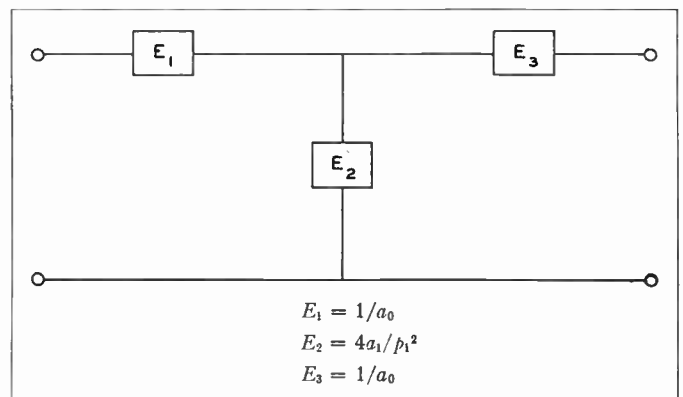 E₁ E₃
E₂
E₁ = 1/a₀
E₂ = 4a₁/p₁²
E₃ = 1/a₀